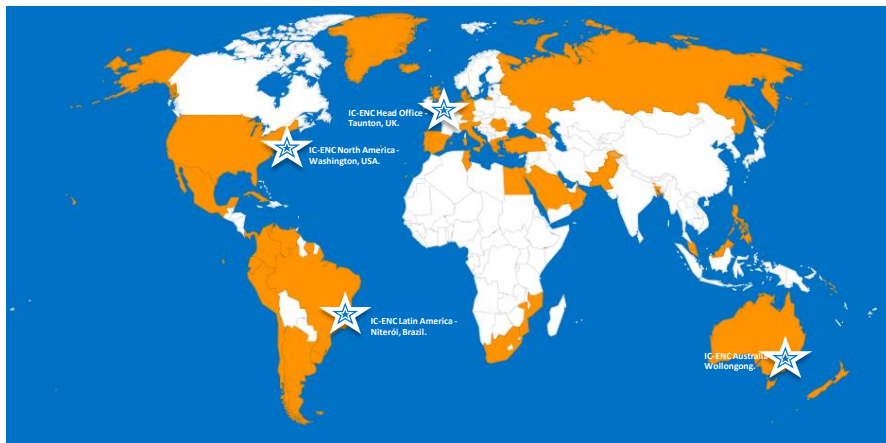 IC-ENC Head Office -
Taunton, UK.
IC-ENC North America -
Washington, USA.
IC-ENC Latin America -
Niterói, Brazil.
IC-ENC Australia
Wollongong.